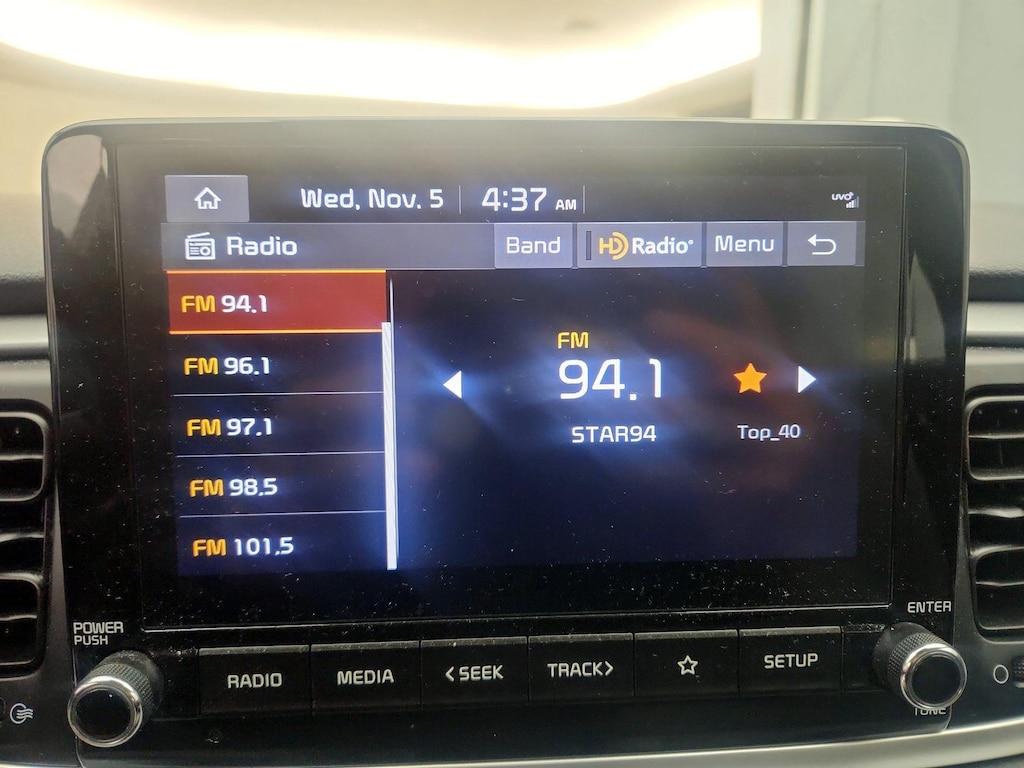 Wed, Nov. 5 4:37 AM uvo
Radio Band HD Radio Menu
FM 94.1
FM 96.1
FM 97.1
FM 98.5
FM 101.5
FM
94.1
STAR94 Top_40
POWER
PUSH
RADIO MEDIA <SEEK TRACK> SETUP
ENTER
TUNE